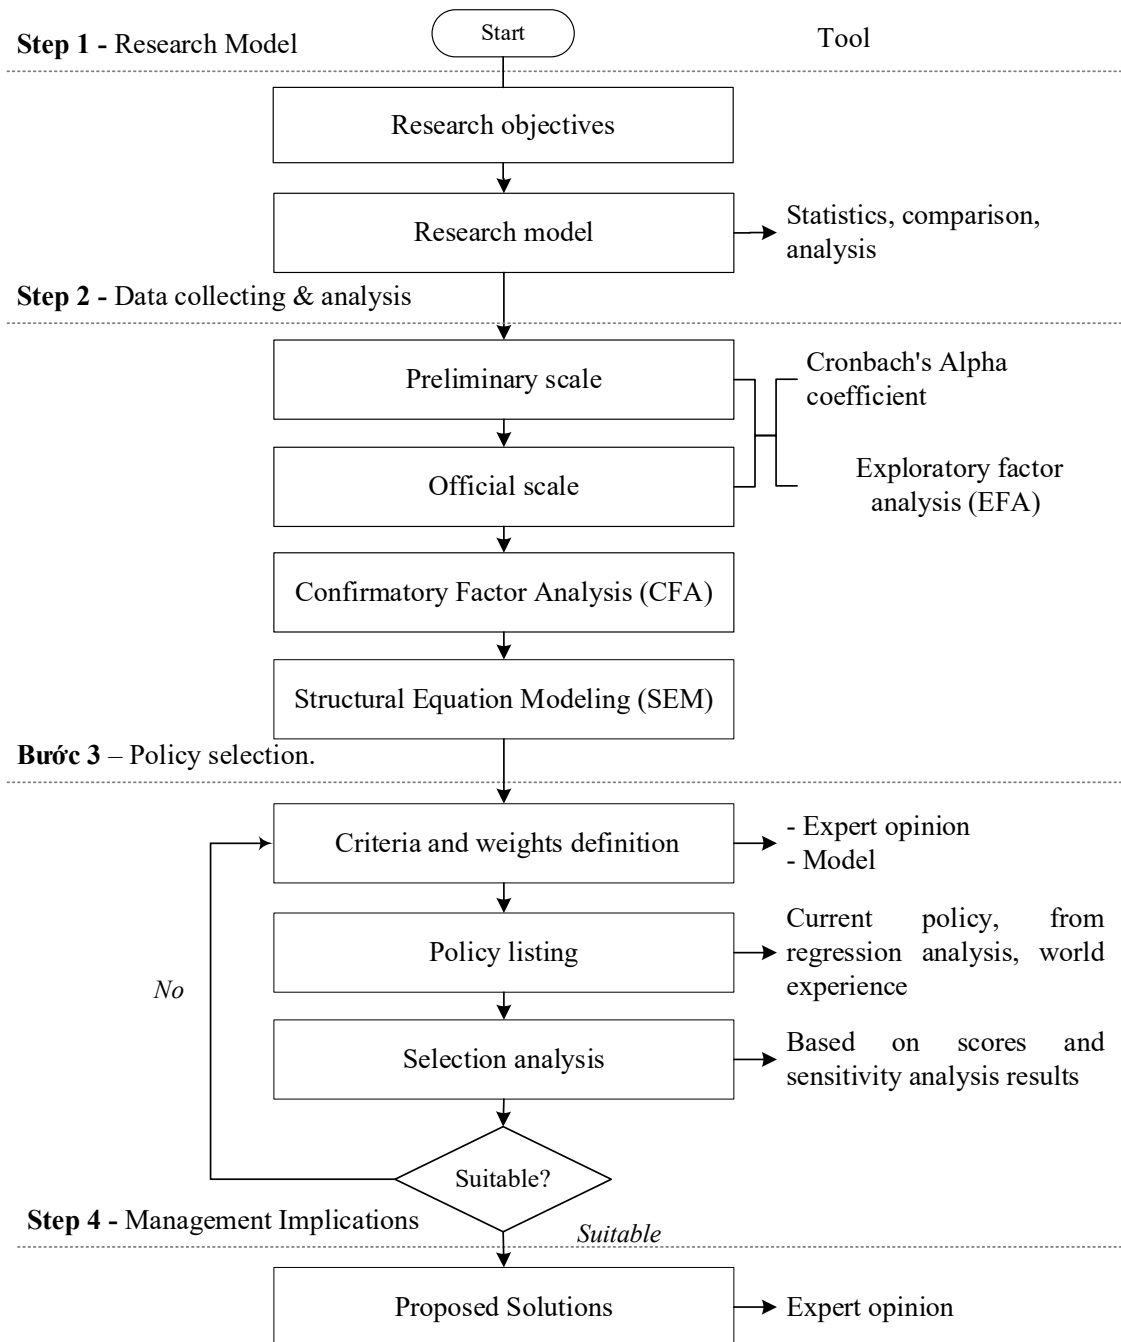 Start
Step 1 - Research Model
Tool
Research objectives
Research model
Statistics, comparison,
analysis
Step 2 - Data collecting & analysis
Preliminary scale
Cronbach's Alpha
coefficient
Official scale
Exploratory factor
analysis (EFA)
Confirmatory Factor Analysis (CFA)
Structural Equation Modeling (SEM)
Bước 3 – Policy selection.
Criteria and weights definition
- Expert opinion
- Model
Policy listing
Current policy, from
regression analysis, world
experience
No
Selection analysis
Based on scores and
sensitivity analysis results
Suitable?
Step 4 - Management Implications
Suitable
Proposed Solutions
Expert opinion